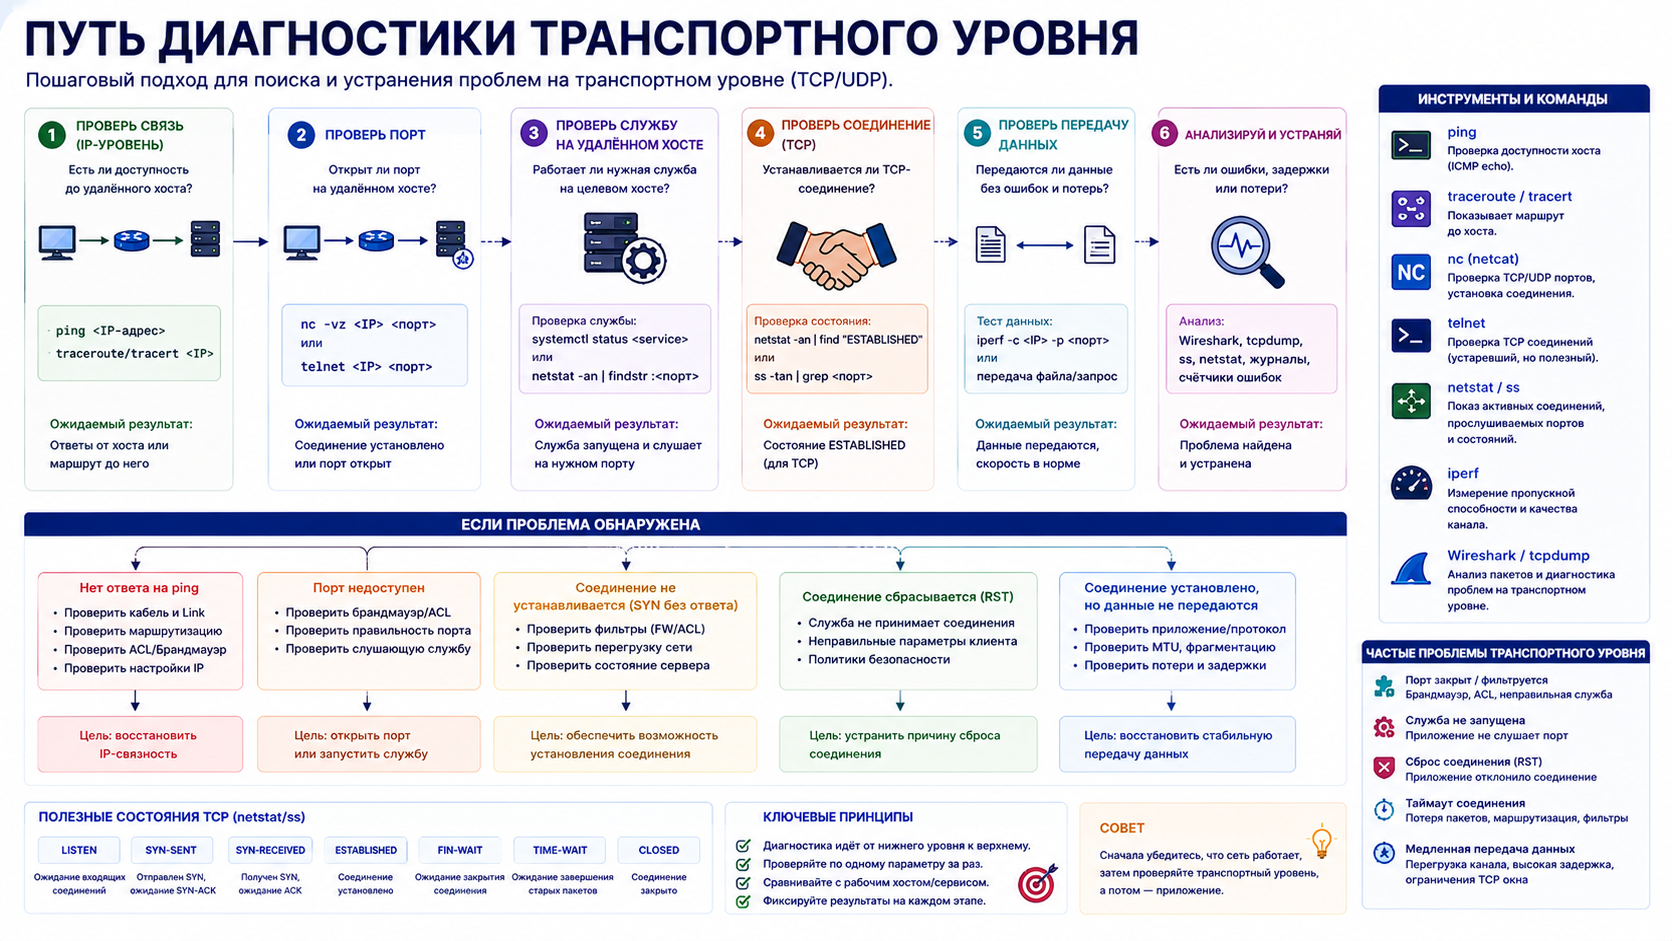 ПУТЬ ДИАГНОСТИКИ ТРАНСПОРТНОГО УРОВНЯ
Пошаговый подход для поиска и устранения проблем на транспортном уровне (TCP/UDP).
1
ПРОВЕРЬ СВЯЗЬ
(IP-УРОВЕНЬ)
Есть ли доступность
до удалённого хоста?
ping <IP-адрес>
traceroute/tracert <IP>
Ожидаемый результат:
Ответы от хоста или
маршрут до него
2
ПРОВЕРЬ ПОРТ
Открыт ли порт
на удалённом хосте?
nc -vz <IP> <порт>
или
telnet <IP> <порт>
Ожидаемый результат:
Соединение установлено
или порт открыт
3
ПРОВЕРЬ СЛУЖБУ
НА УДАЛЁННОМ ХОСТЕ
Работает ли нужная служба
на целевом хосте?
Проверка службы:
systemctl status <service>
или
netstat -an | findstr :<порт>
Ожидаемый результат:
Служба запущена и слушает
на нужном порту
4
ПРОВЕРЬ СОЕДИНЕНИЕ
(TCP)
Устанавливается ли TCP-
соединение?
Проверка состояния:
netstat -an | find "ESTABLISHED"
или
ss -tan | grep <порт>
Ожидаемый результат:
Состояние ESTABLISHED
(для TCP)
5
ПРОВЕРЬ ПЕРЕДАЧУ
ДАННЫХ
Передаются ли данные
без ошибок и потерь?
Тест данных:
iperf -c <IP> -p <порт>
или
передача файла/запрос
Ожидаемый результат:
Данные передаются,
скорость в норме
6
АНАЛИЗИРУЙ И УСТРАНЯЙ
Есть ли ошибки, задержки
или потери?
Анализ:
Wireshark, tcpdump,
ss, netstat, журналы,
счётчики ошибок
Ожидаемый результат:
Проблема найдена
и устранена
ЕСЛИ ПРОБЛЕМА ОБНАРУЖЕНА
Нет ответа на ping
• Проверить кабель и Link
• Проверить маршрутизацию
• Проверить ACL/Брандмауэр
• Проверить настройки IP
Цель: восстановить
IP-связность
Порт недоступен
• Проверить брандмауэр/ACL
• Проверить правильность порта
• Проверить слушающую службу
Цель: открыть порт
или запустить службу
Соединение не
устанавливается (SYN без ответа)
• Проверить фильтры (FW/ACL)
• Проверить перегрузку сети
• Проверить состояние сервера
Цель: обеспечить возможность
установления соединения
Соединение сбрасывается (RST)
• Служба не принимает соединения
• Неправильные параметры клиента
• Политики безопасности
Цель: устранить причину сброса
соединения
Соединение установлено,
но данные не передаются
• Проверить приложение/протокол
• Проверить MTU, фрагментацию
• Проверить потери и задержки
Цель: восстановить стабильную
передачу данных
ПОЛЕЗНЫЕ СОСТОЯНИЯ TCP (netstat/ss)
LISTEN
Ожидание входящих
соединений
SYN-SENT
Отправлен SYN,
ожидание SYN-ACK
SYN-RECEIVED
Получен SYN,
ожидание ACK
ESTABLISHED
Соединение
установлено
FIN-WAIT
Ожидание закрытия
соединения
TIME-WAIT
Ожидание завершения
старых пакетов
CLOSED
Соединение
закрыто
КЛЮЧЕВЫЕ ПРИНЦИПЫ
Диагностика идёт от нижнего уровня к верхнему.
Проверяйте по одному параметру за раз.
Сравнивайте с рабочим хостом/сервисом.
Фиксируйте результаты на каждом этапе.
СОВЕТ
Сначала убедитесь, что сеть работает,
затем проверяйте транспортный уровень,
а потом — приложение.
ИНСТРУМЕНТЫ И КОМАНДЫ
ping
Проверка доступности хоста
(ICMP echo).
traceroute / tracert
Показывает маршрут
до хоста.
NC
nc (netcat)
Проверка TCP/UDP портов,
установка соединения.
telnet
Проверка TCP соединений
(устаревший, но полезный).
netstat / ss
Показ активных соединений,
прослушиваемых портов
и состояний.
iperf
Измерение пропускной
способности и качества
канала.
Wireshark / tcpdump
Анализ пакетов и диагностика
проблем на транспортном
уровне.
ЧАСТЫЕ ПРОБЛЕМЫ ТРАНСПОРТНОГО УРОВНЯ
Порт закрыт / фильтруется
Брандмауэр, ACL, неправильная служба
Служба не запущена
Приложение не слушает порт
Сброс соединения (RST)
Приложение отклонило соединение
Таймаут соединения
Потеря пакетов, маршрутизация, фильтры
Медленная передача данных
Перегрузка канала, высокая задержка,
ограничения TCP окна